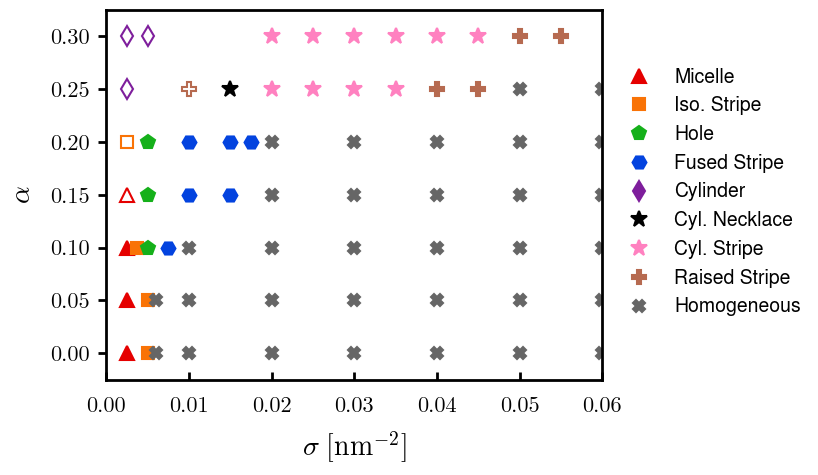 0.30
0.25
0.20
0.15
0.10
0.05
0.00
α
0.00 0.01 0.02 0.03 0.04 0.05 0.06
σ [nm⁻²]
Micelle
Iso. Stripe
Hole
Fused Stripe
Cylinder
Cyl. Necklace
Cyl. Stripe
Raised Stripe
Homogeneous